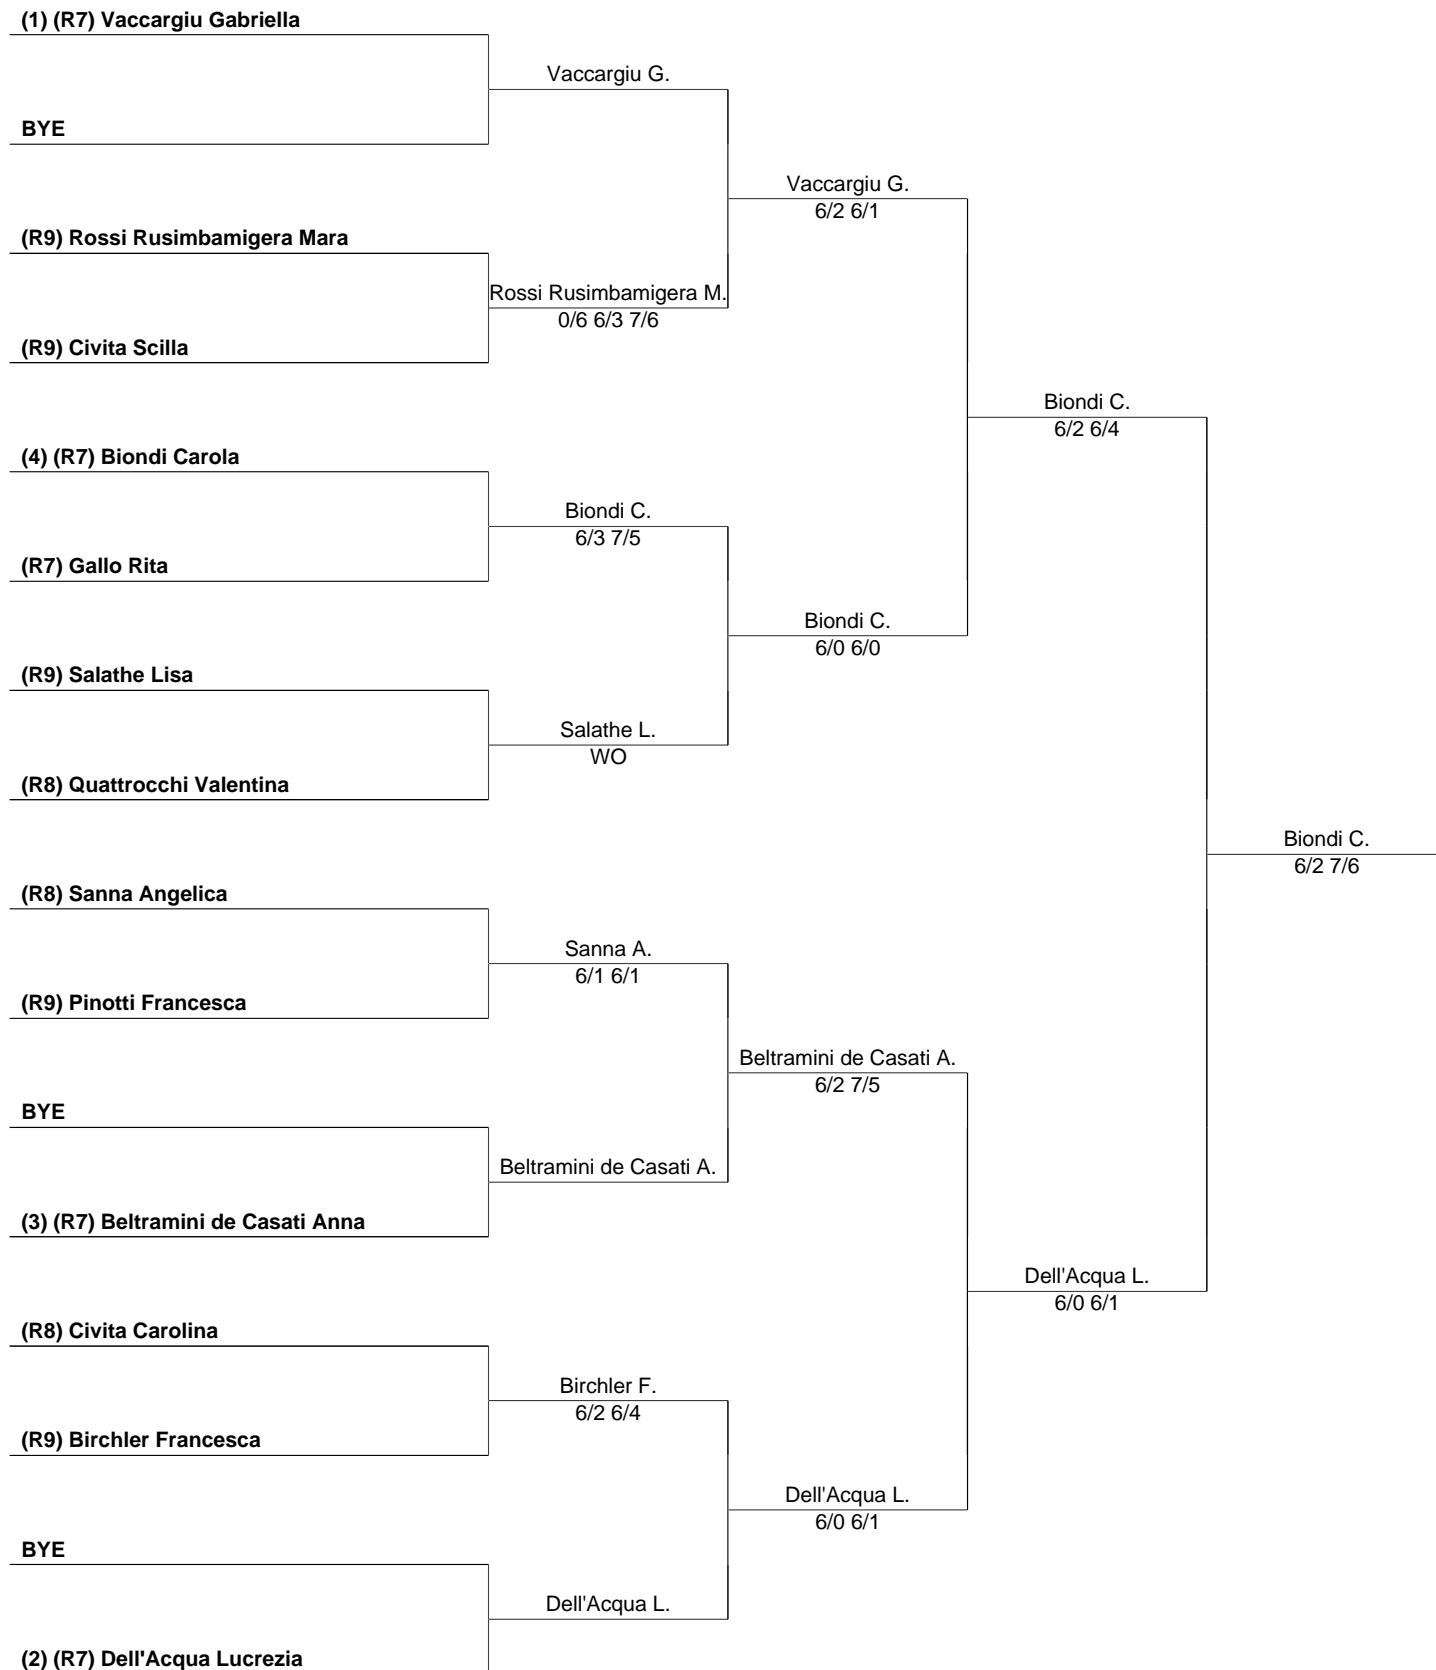 (1) (R7) Vaccargiu Gabriella
Vaccargiu G.
BYE
Vaccargiu G.
6/2 6/1
(R9) Rossi Rusimbamigera Mara
Rossi Rusimbamigera M.
0/6 6/3 7/6
(R9) Civita Scilla
Biondi C.
6/2 6/4
(4) (R7) Biondi Carola
Biondi C.
6/3 7/5
(R7) Gallo Rita
Biondi C.
6/0 6/0
(R9) Salathe Lisa
Salathe L.
WO
(R8) Quattrocchi Valentina
Biondi C.
6/2 7/6
(R8) Sanna Angelica
Sanna A.
6/1 6/1
(R9) Pinotti Francesca
Beltramini de Casati A.
6/2 7/5
BYE
Beltramini de Casati A.
(3) (R7) Beltramini de Casati Anna
Dell'Acqua L.
6/0 6/1
(R8) Civita Carolina
Birchler F.
6/2 6/4
(R9) Birchler Francesca
Dell'Acqua L.
6/0 6/1
BYE
Dell'Acqua L.
(2) (R7) Dell'Acqua Lucrezia